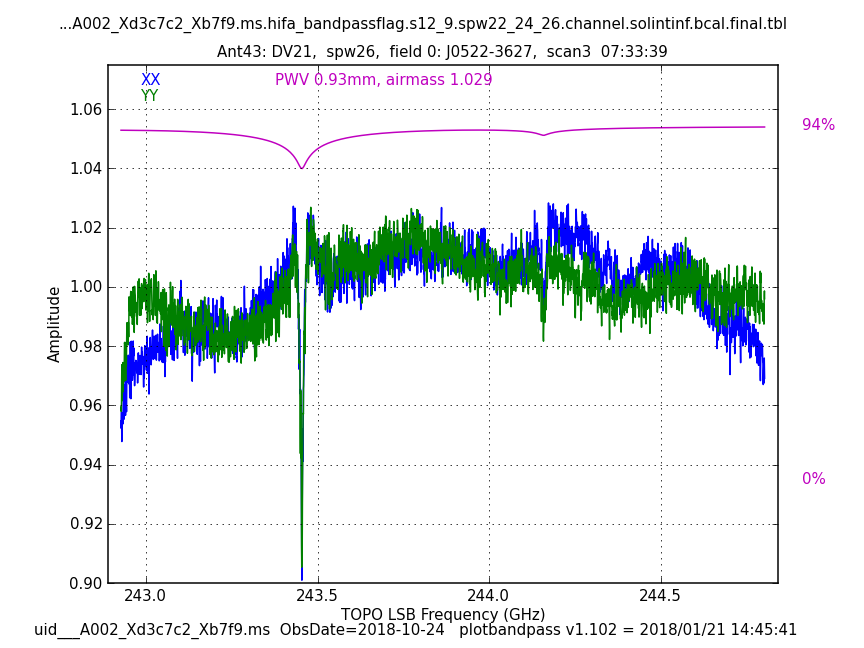 ...A002_Xd3c7c2_Xb7f9.ms.hifa_bandpassflag.s12_9.spw22_24_26.channel.solintinf.bcal.final.tbl
Ant43: DV21,  spw26,  field 0: J0522-3627,  scan3  07:33:39
XX
PWV 0.93mm, airmass 1.029
YY
94%
0%
1.06
1.04
1.02
1.00
0.98
0.96
0.94
0.92
0.90
Amplitude
243.0
243.5
244.0
244.5
TOPO LSB Frequency (GHz)
uid___A002_Xd3c7c2_Xb7f9.ms  ObsDate=2018-10-24   plotbandpass v1.102 = 2018/01/21 14:45:41